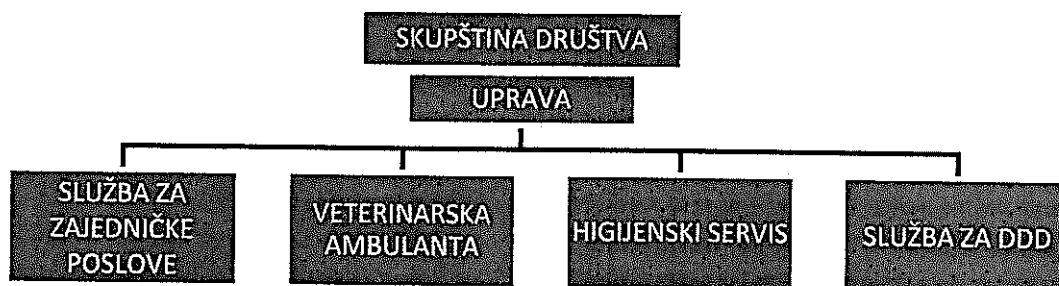 SKUPŠTINA DRUŠTVA
UPRAVA
SLUŽBA ZA
ZAJEDNIČKE
POSLOVE
VETERINARSKA
AMBULANTA
HIGIJENSKI SERVIS
SLUŽBA ZA DDD